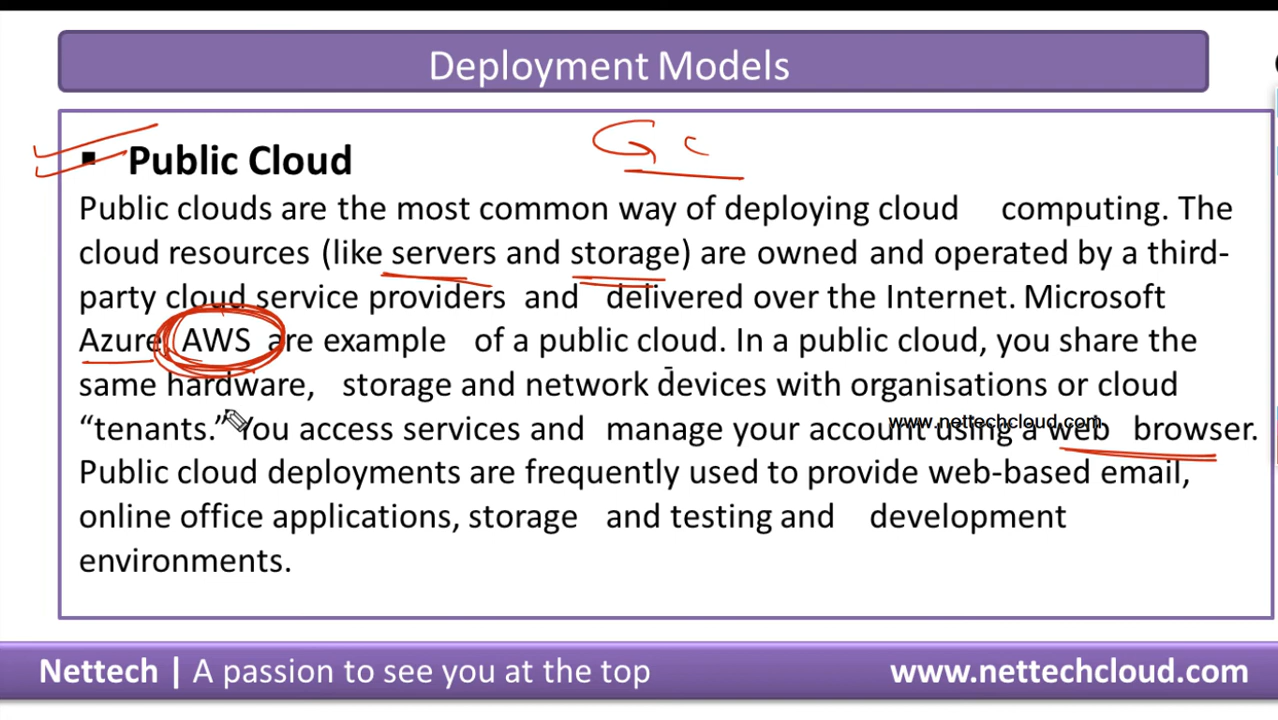 Deployment Models
▪ Public Cloud
G c
Public clouds are the most common way of deploying cloud computing. The
cloud resources (like servers and storage) are owned and operated by a third-
party cloud service providers and delivered over the Internet. Microsoft
Azure AWS are example of a public cloud. In a public cloud, you share the
same hardware, storage and network devices with organisations or cloud
“tenants.” You access services and manage your account using a web browser.
www.nettechcloud.com
Public cloud deployments are frequently used to provide web-based email,
online office applications, storage and testing and development
environments.
Nettech | A passion to see you at the top
www.nettechcloud.com